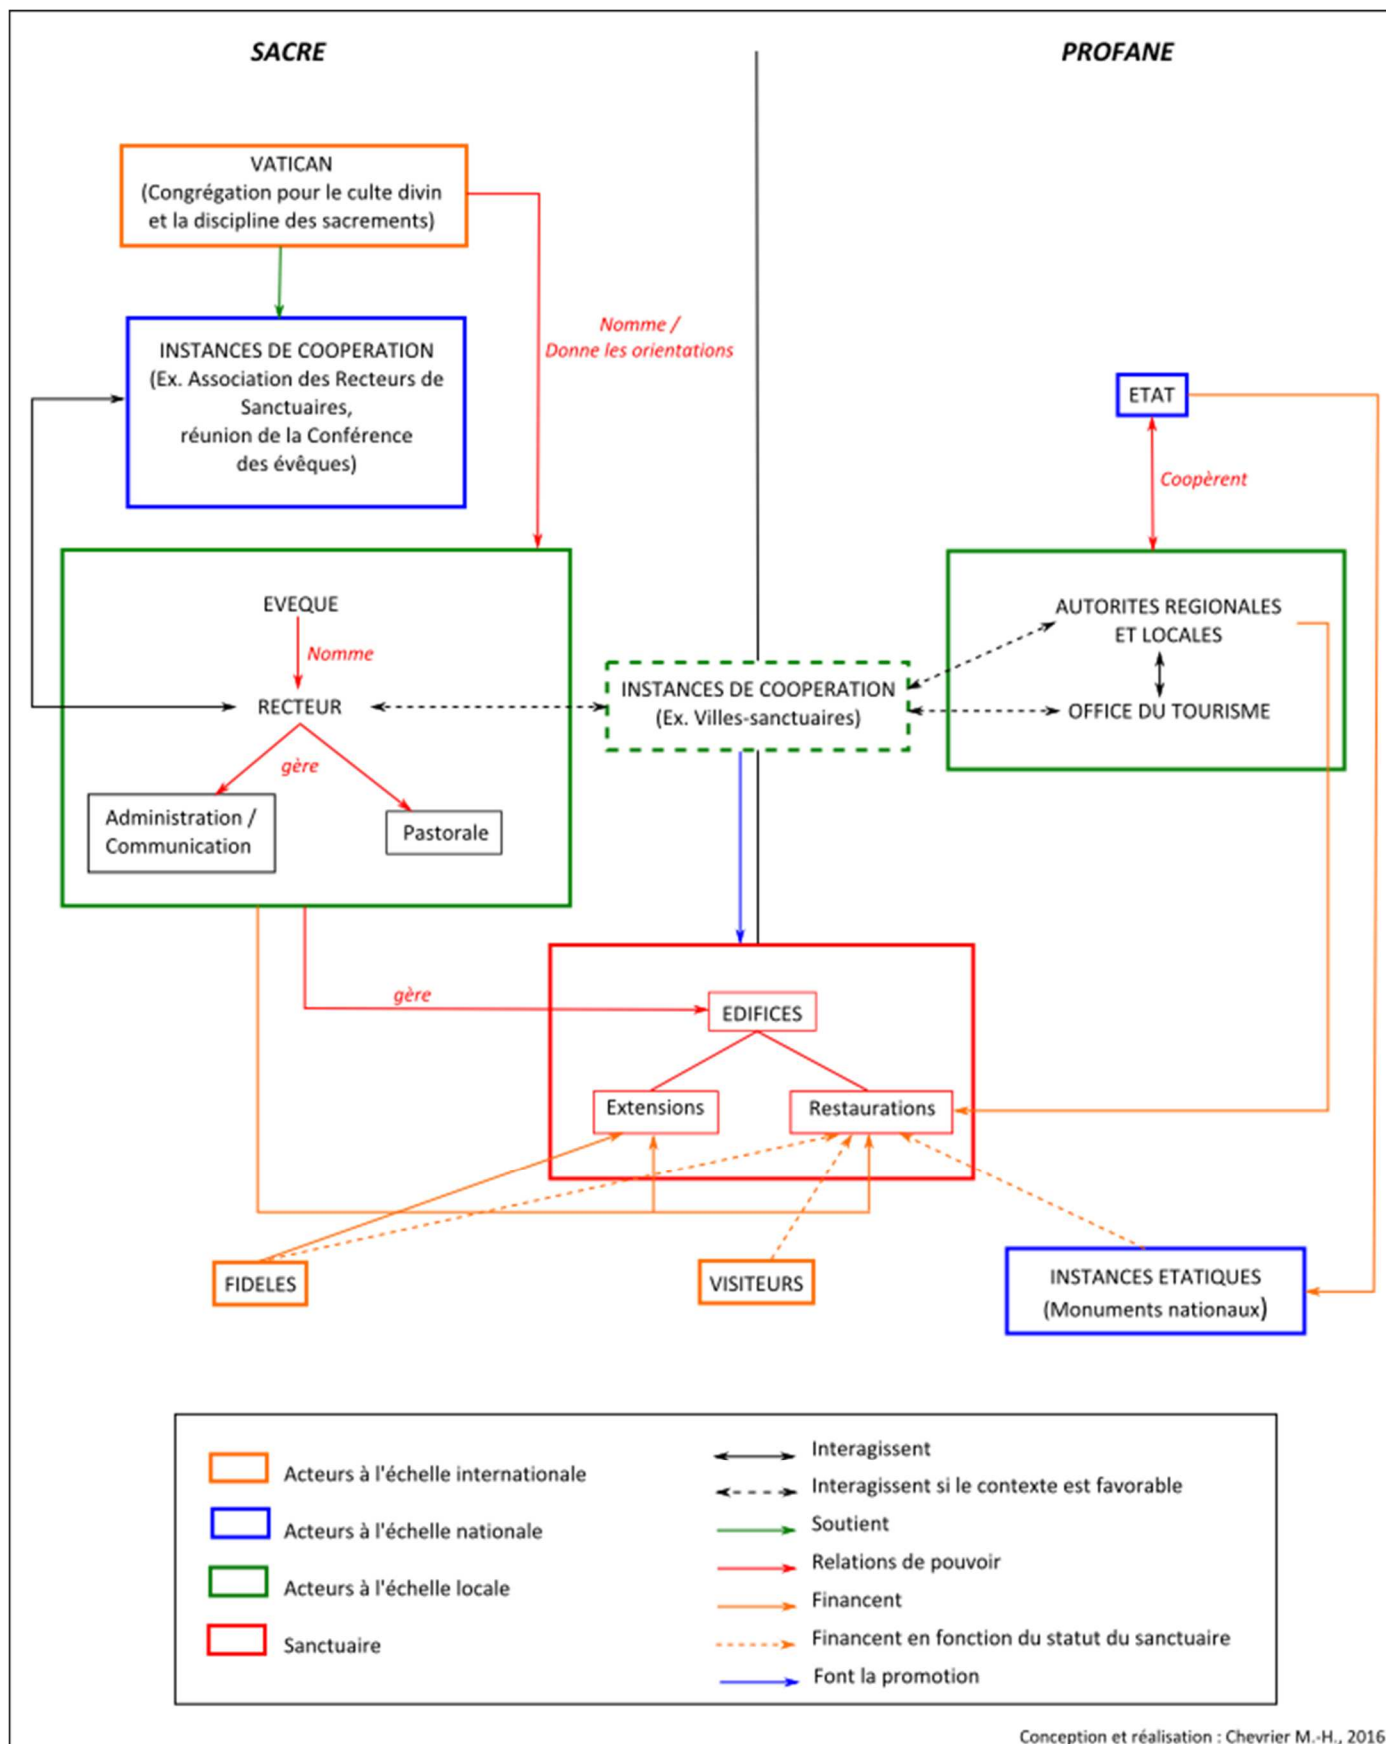 SACRE
PROFANE
VATICAN
(Congrégation pour le culte divin
et la discipline des sacrements)
Nomme /
Donne les orientations
INSTANCES DE COOPERATION
(Ex. Association des Recteurs de
Sanctuaires,
réunion de la Conférence
des évêques)
ETAT
Coopèrent
EVEQUE
Nomme
RECTEUR
gère
Administration /
Communication
Pastorale
INSTANCES DE COOPERATION
(Ex. Villes-sanctuaires)
AUTORITES REGIONALES
ET LOCALES
OFFICE DU TOURISME
gère
EDIFICES
Extensions
Restaurations
FIDELES
VISITEURS
INSTANCES ETATIQUES
(Monuments nationaux)
Acteurs à l'échelle internationale
Acteurs à l'échelle nationale
Acteurs à l'échelle locale
Sanctuaire
Interagissent
Interagissent si le contexte est favorable
Soutient
Relations de pouvoir
Financent
Financent en fonction du statut du sanctuaire
Font la promotion
Conception et réalisation : Chevrier M.-H., 2016